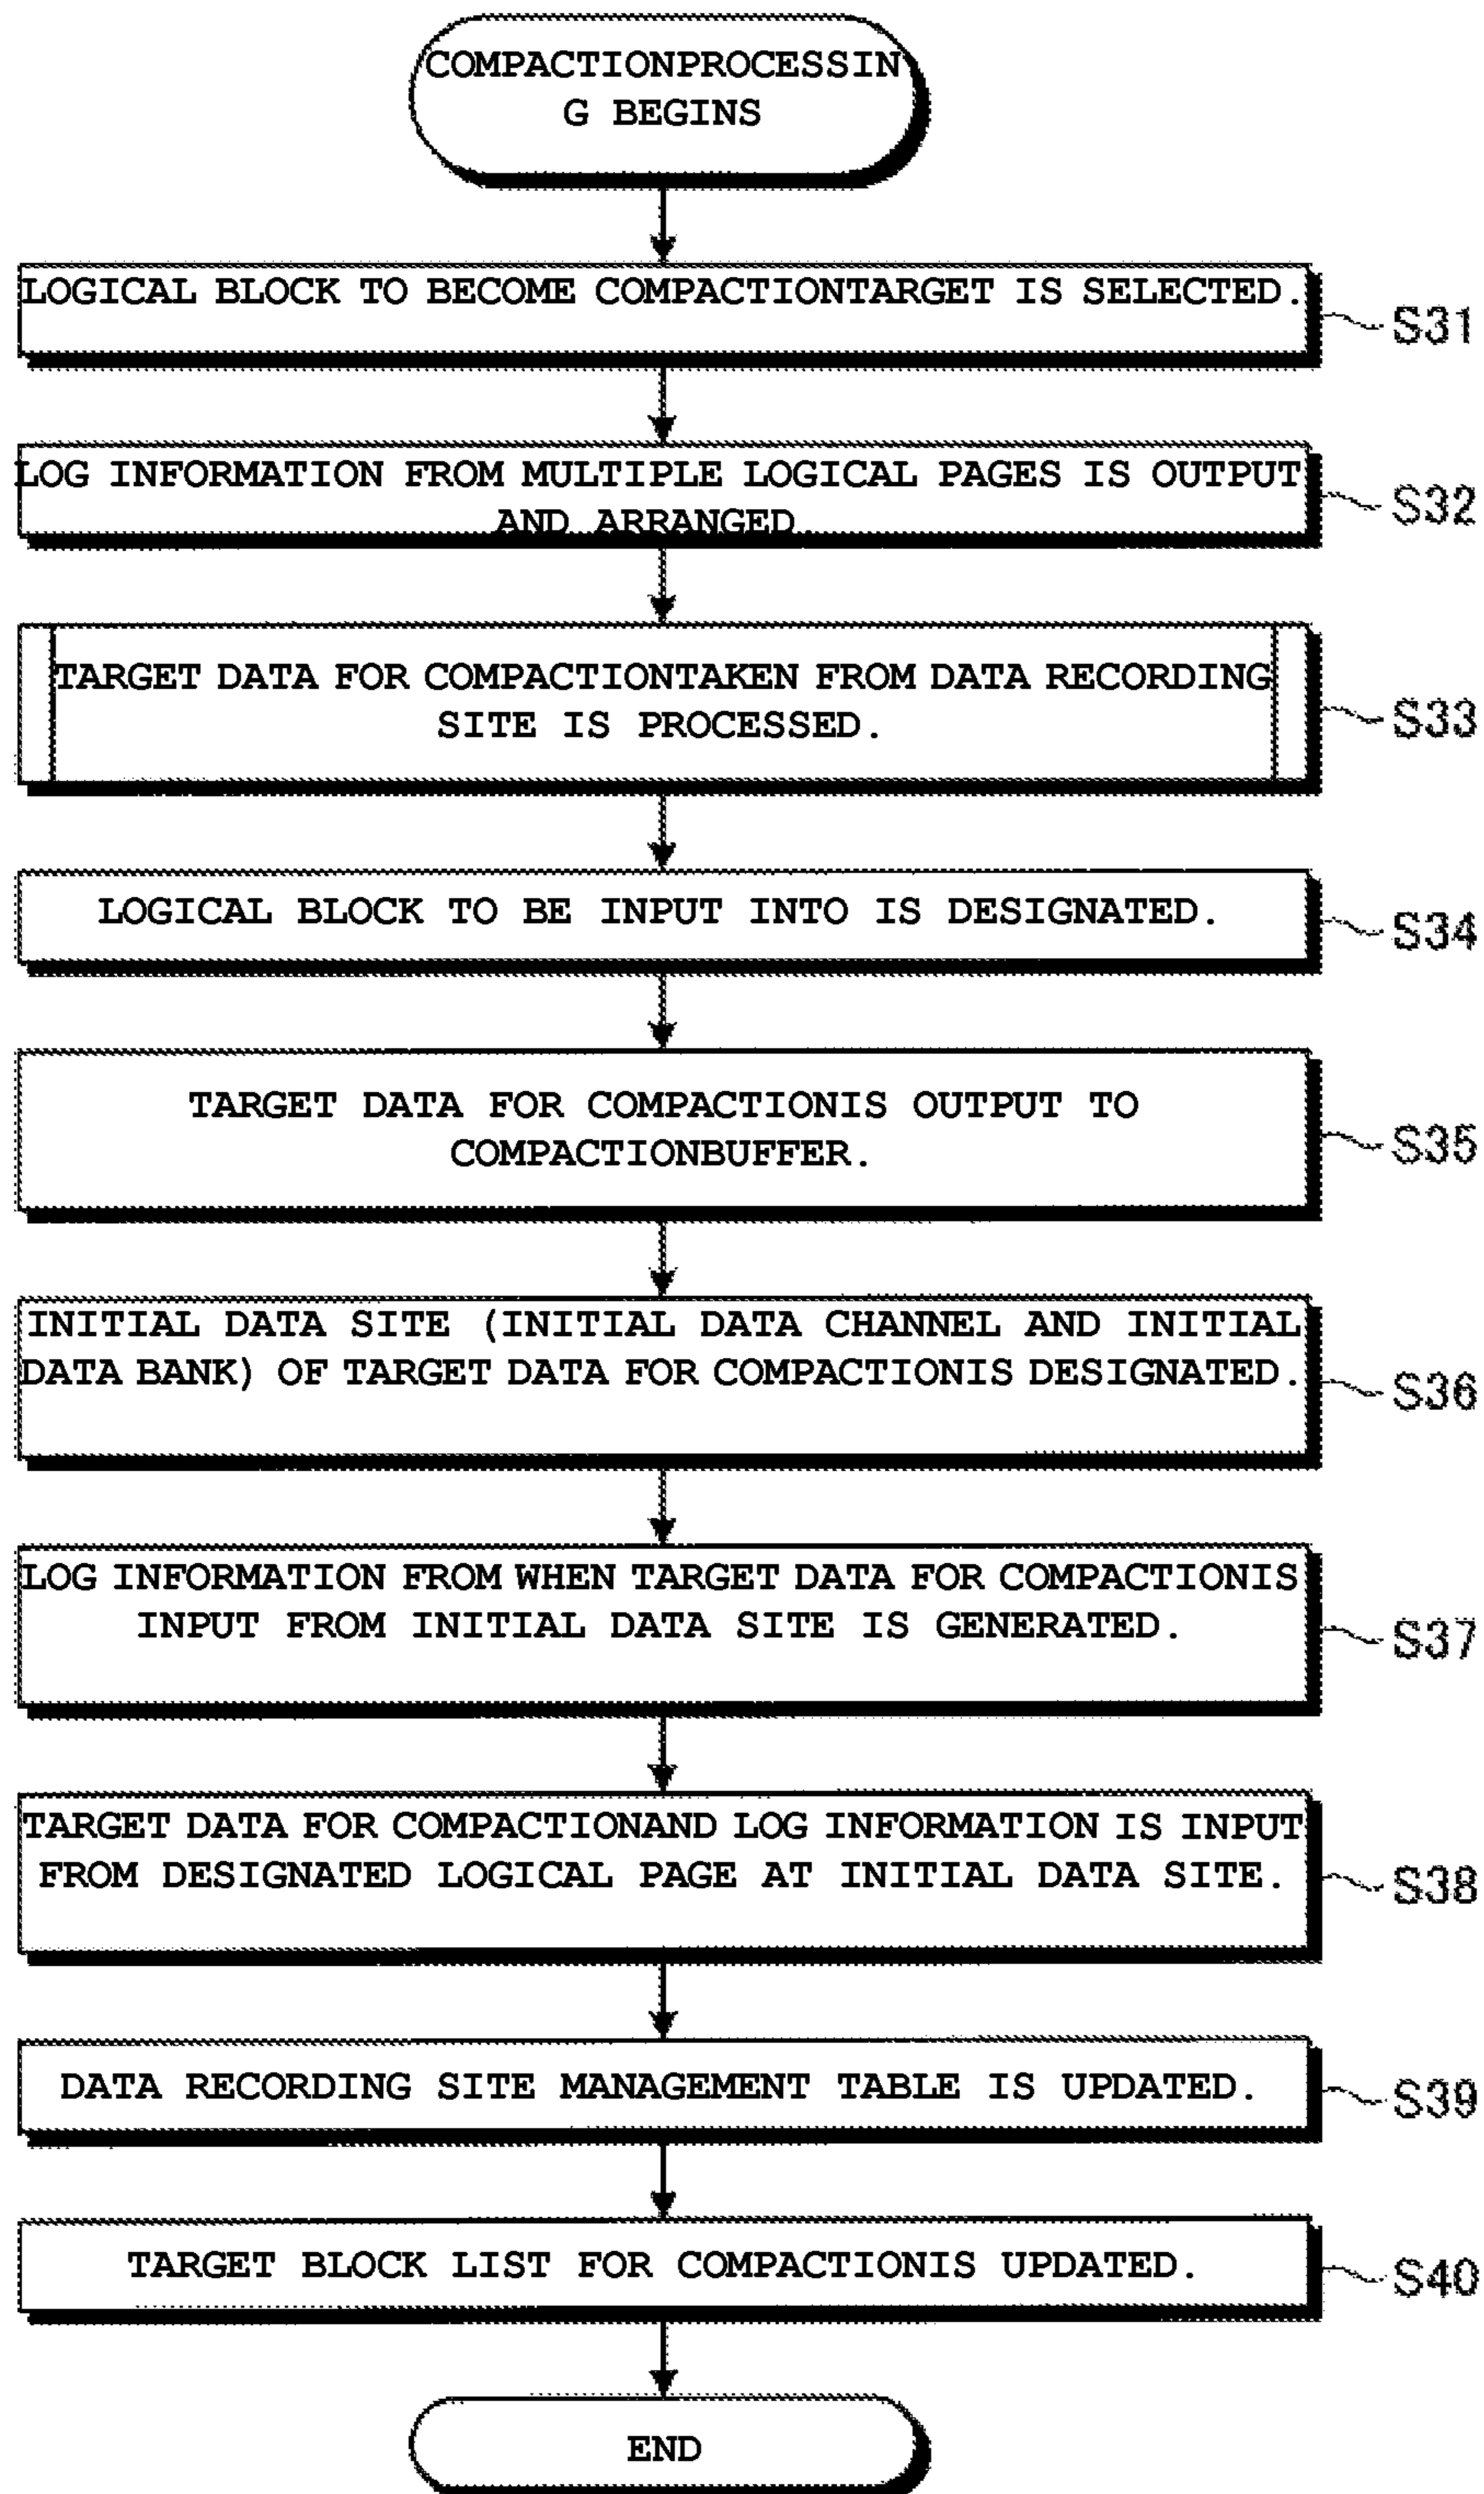 COMPACTIONPROCESSIN
G BEGINS
LOGICAL BLOCK TO BECOME COMPACTIONTARGET IS SELECTED.
S31
LOG INFORMATION FROM MULTIPLE LOGICAL PAGES IS OUTPUT
AND ARRANGED.
S32
TARGET DATA FOR COMPACTIONTAKEN FROM DATA RECORDING
SITE IS PROCESSED.
S33
LOGICAL BLOCK TO BE INPUT INTO IS DESIGNATED.
S34
TARGET DATA FOR COMPACTIONIS OUTPUT TO
COMPACTIONBUFFER.
S35
INITIAL DATA SITE (INITIAL DATA CHANNEL AND INITIAL
DATA BANK) OF TARGET DATA FOR COMPACTIONIS DESIGNATED.
S36
LOG INFORMATION FROM WHEN TARGET DATA FOR COMPACTIONIS
INPUT FROM INITIAL DATA SITE IS GENERATED.
S37
TARGET DATA FOR COMPACTIONAND LOG INFORMATION IS INPUT
FROM DESIGNATED LOGICAL PAGE AT INITIAL DATA SITE.
S38
DATA RECORDING SITE MANAGEMENT TABLE IS UPDATED.
S39
TARGET BLOCK LIST FOR COMPACTIONIS UPDATED.
S40
END